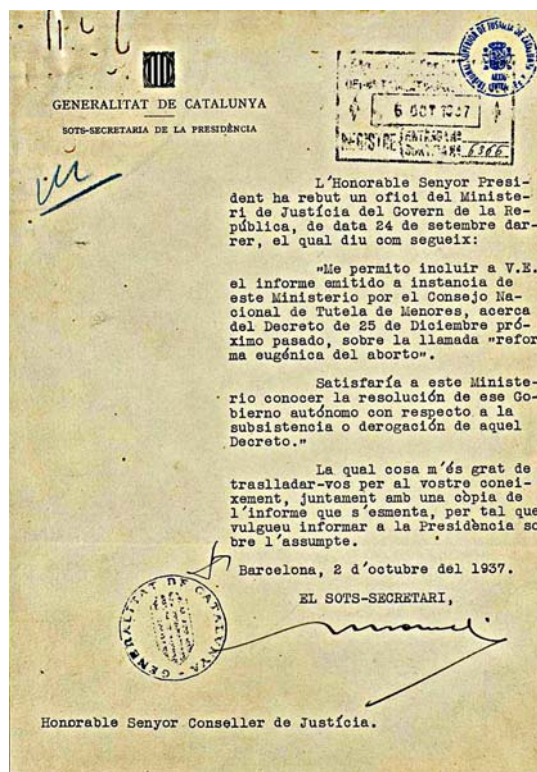 GENERALITAT DE CATALUNYA
SOTS-SECRETARIA DE LA PRESIDÈNCIA
6 OCT 1937
REGISTRE
6366
L'Honorable Senyor Presi-
dent ha rebut un ofici del Ministe-
ri de Justícia del Govern de la Re-
pública, de data 24 de setembre dar-
rer, el qual diu com segueix:
"Me permito incluir a V.E.
el informe emitido a instancia de
este Ministerio por el Consejo Na-
cional de Tutela de Menores, acerca
del Decreto de 25 de Diciembre pró-
ximo pasado, sobre la llamada "refor
ma eugénica del aborto".
Satisfaría a este Ministe-
rio conocer la resolución de ese Go-
bierno autónomo con respecto a la
subsistencia o derogación de aquel
Decreto."
La qual cosa m'és grat de
traslladar-vos per al vostre conei-
xement, juntament amb una còpia de
l'informe que s'esmenta, per tal que
vulgueu informar a la Presidència so
bre l'assumpte.
Barcelona, 2 d'octubre del 1937.
EL SOTS-SECRETARI,
GENERALITAT DE CATALUNYA
Honorable Senyor Conseller de Justícia.